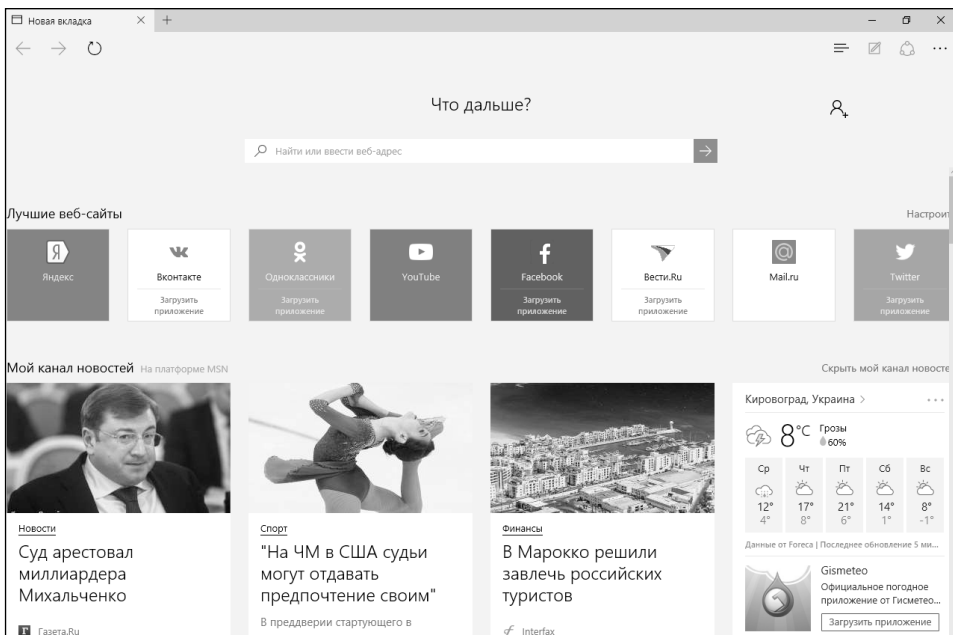 Новая вкладка
Что дальше?
Найти или ввести веб-адрес
Лучшие веб-сайты
Настроит
Яндекс
Вконтакте
Загрузить
приложение
Одноклассники
Загрузить
приложение
YouTube
Facebook
Загрузить
приложение
Вести.Ru
Загрузить
приложение
Mail.ru
Twitter
Загрузить
приложение
Мой канал новостей На платформе MSN
Скрыть мой канал новосте
Новости
Суд арестовал
миллиардера
Михальченко
Газета.Ru
Спорт
"На ЧМ в США судьи
могут отдавать
предпочтение своим"
В преддверии стартующего в
Финансы
В Марокко решили
завлечь российских
туристов
Interfax
Кировоград, Украина
8°C Грозы
60%
Ср Чт Пт Сб Вс
12° 17° 21° 14° 8°
4° 8° 6° 1° -1°
Данные от Foreca | Последнее обновление 5 ми...
Gismeteo
Официальное погодное
приложение от Гисметео...
Загрузить приложение